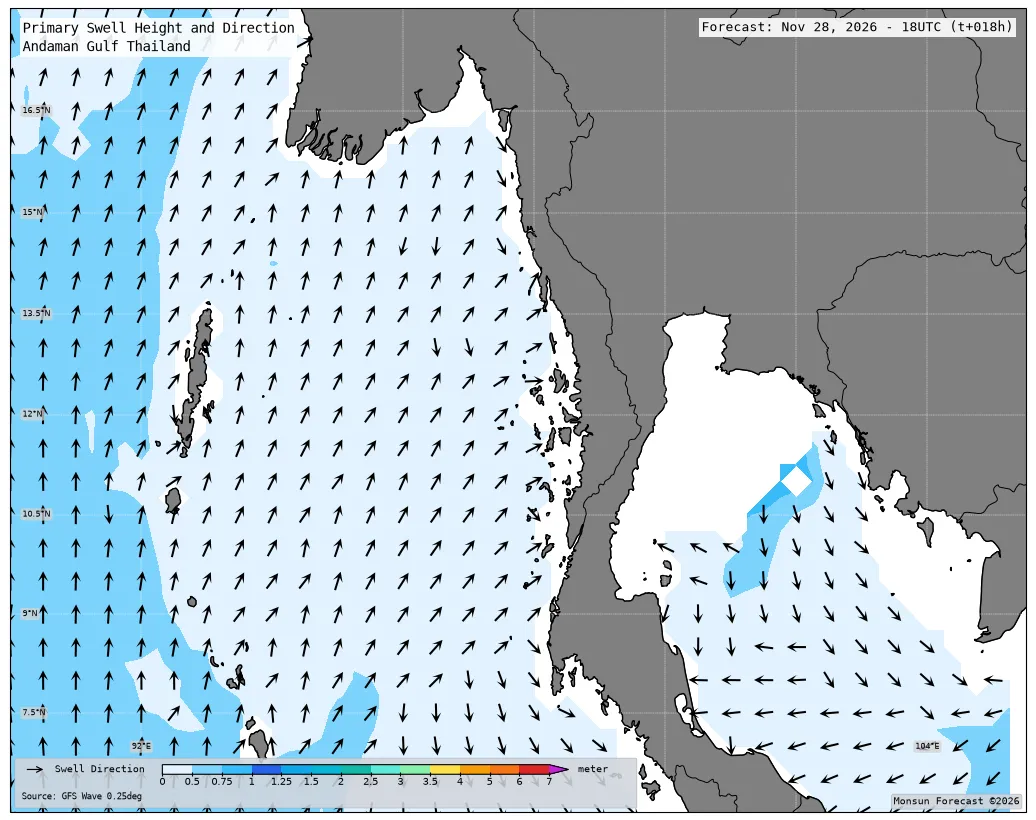 Primary Swell Height and Direction
Andaman Gulf Thailand
Forecast: Nov 28, 2026 - 18UTC (t+018h)
16.5°N
15°N
13.5°N
12°N
10.5°N
9°N
7.5°N
92°E
104°E
Swell Direction
meter
0 0.5 0.75 1 1.25 1.5 2 2.5 3 3.5 4 5 6 7
Source: GFS Wave 0.25deg
Monsun Forecast ©2026